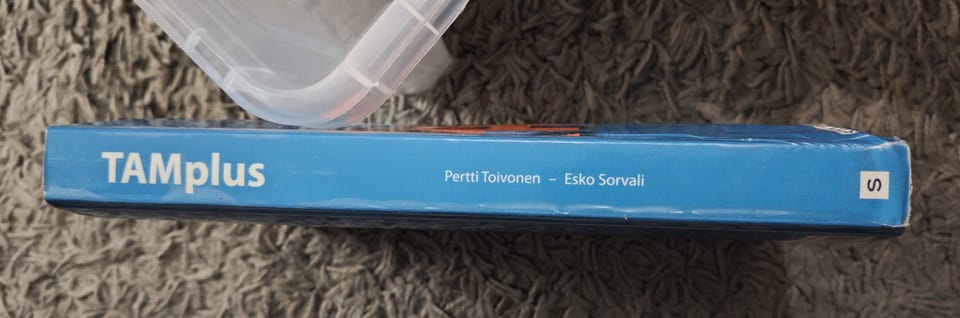 TAMplus
Pertti Toivonen – Esko Sorvali
S